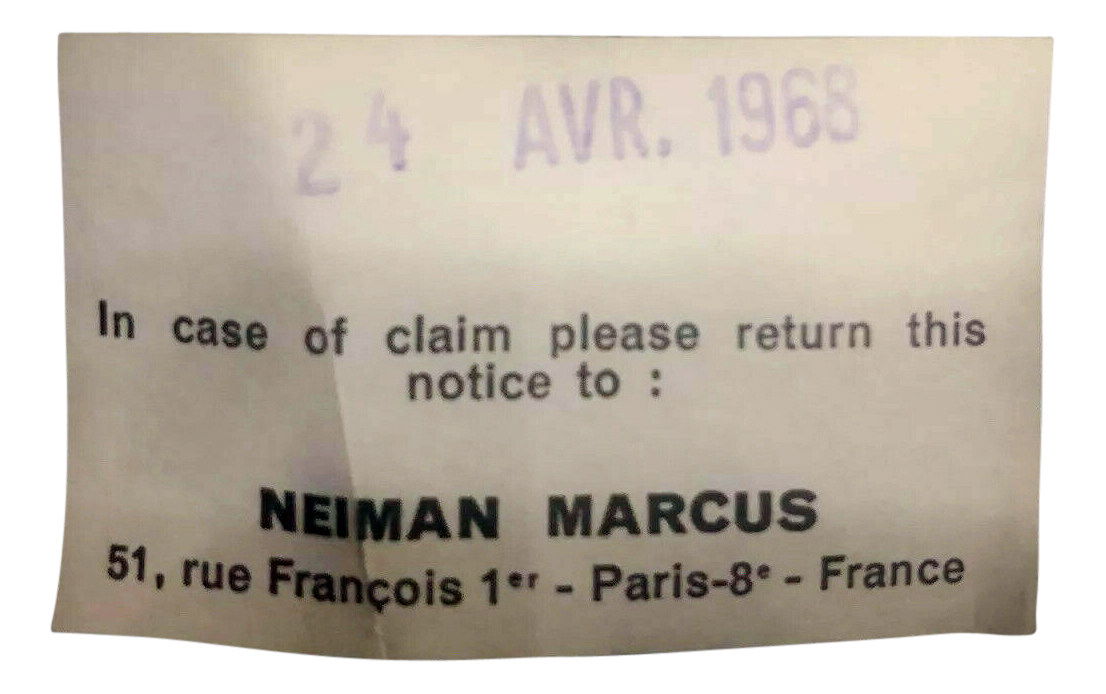 24 AVR. 1968
In case of claim please return this
notice to :
NEIMAN MARCUS
51, rue François 1er - Paris-8e - France